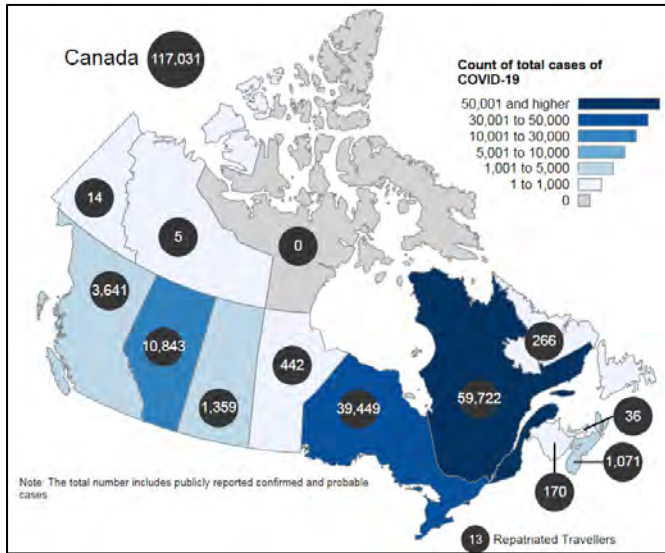 Canada 117,031
Count of total cases of
COVID-19
50,001 and higher
30,001 to 50,000
10,001 to 30,000
5,001 to 10,000
1,001 to 5,000
1 to 1,000
0
14
5
0
3,641
10,843
1,359
442
39,449
59,722
266
36
1,071
170
Note: The total number includes publicly reported confirmed and probable
cases
13 Repatriated Travellers